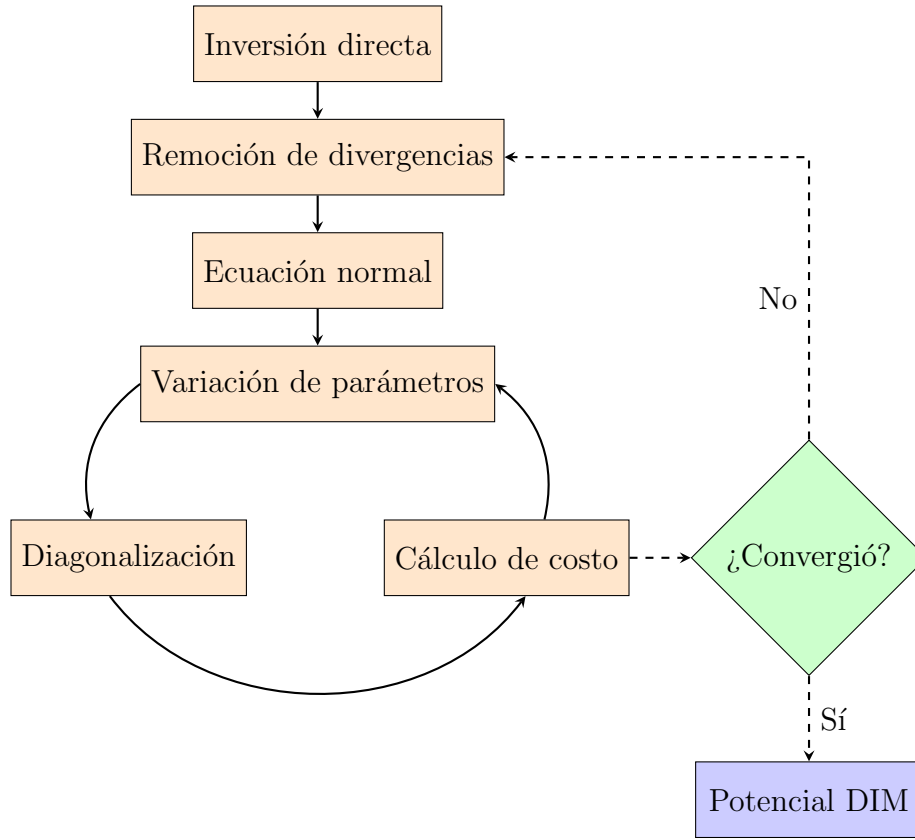 Inversión directa
Remoción de divergencias
Ecuación normal
No
Variación de parámetros
Diagonalización
Cálculo de costo
¿Convergió?
Sí
Potencial DIM